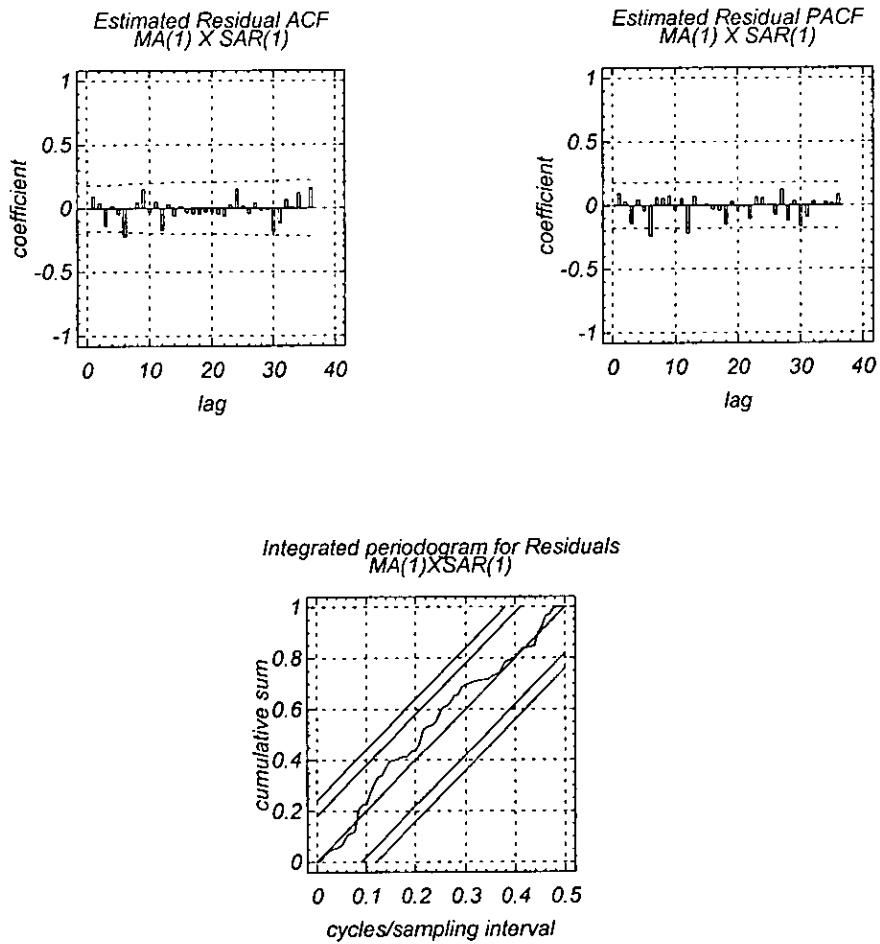 Estimated Residual ACF
MA(1) X SAR(1)
1
0.5
0
-0.5
-1
coefficient
0 10 20 30 40
lag
Estimated Residual PACF
MA(1) X SAR(1)
1
0.5
0
-0.5
-1
coefficient
0 10 20 30 40
lag
Integrated periodogram for Residuals
MA(1)XSAR(1)
1
0.8
0.6
0.4
0.2
0
cumulative sum
0 0.1 0.2 0.3 0.4 0.5
cycles/sampling interval